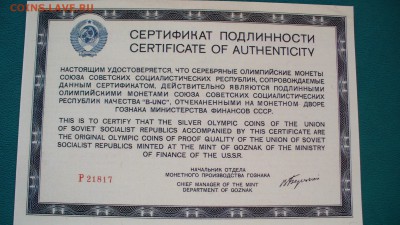 COINS.LAVE.RU
СЕРТИФИКАТ ПОДЛИННОСТИ
CERTIFICATE OF AUTHENTICITY
НАСТОЯЩИМ УДОСТОВЕРЯЕТСЯ, ЧТО СЕРЕБРЯНЫЕ ОЛИМПИЙСКИЕ МОНЕТЫ
СОЮЗА СОВЕТСКИХ СОЦИАЛИСТИЧЕСКИХ РЕСПУБЛИК, СОПРОВОЖДАЕМЫЕ
ДАННЫМ СЕРТИФИКАТОМ, ДЕЙСТВИТЕЛЬНО ЯВЛЯЮТСЯ ПОДЛИННЫМИ
ОЛИМПИЙСКИМИ МОНЕТАМИ СОЮЗА СОВЕТСКИХ СОЦИАЛИСТИЧЕСКИХ
РЕСПУБЛИК КАЧЕСТВА "B-UNC", ОТЧЕКАНЕННЫМИ НА МОНЕТНОМ ДВОРЕ
ГОЗНАКА МИНИСТЕРСТВА ФИНАНСОВ СССР.
THIS IS TO CERTIFY THAT THE SILVER OLYMPIC COINS OF THE UNION
OF SOVIET SOCIALIST REPUBLICS ACCOMPANIED BY THIS CERTIFICATE ARE
THE ORIGINAL OLYMPIC COINS OF PROOF QUALITY OF THE UNION OF
SOVIET SOCIALIST REPUBLICS MINTED AT THE MINT OF GOZNAK OF THE MINISTRY
OF FINANCE OF THE U.S.S.R.
НАЧАЛЬНИК ОТДЕЛА
МОНЕТНОГО ПРОИЗВОДСТВА ГОЗНАКА
P 21817
CHIEF MANAGER OF THE MINT
DEPARTMENT OF GOZNAK